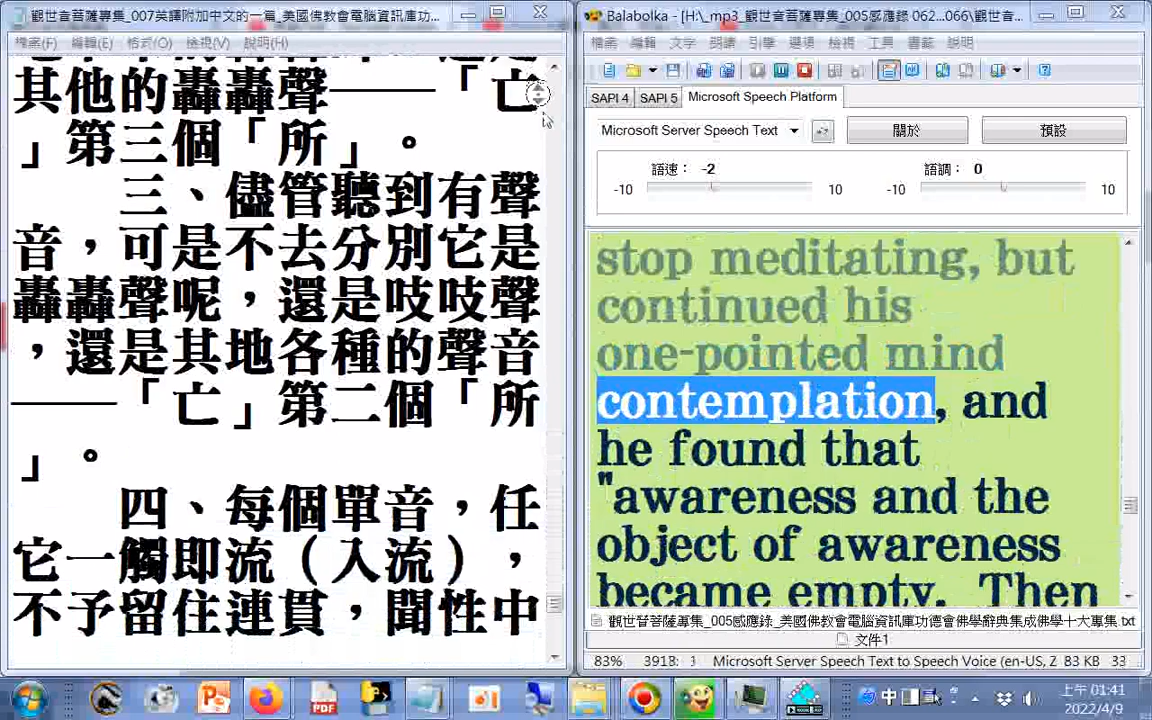 觀世音菩薩專集_007英譯附加中文的一篇_美國佛教會電腦資訊庫功...
檔案(F) 編輯(E) 格式(O) 檢視(V) 說明(H)
其他的轟轟聲——「亡
」第三個「所」。
三、儘管聽到有聲
音，可是不去分別它是
轟轟聲呢，還是吱吱聲
，還是其地各種的聲音
——「亡」第二個「所
」。
四、每個單音，任
它一觸即流（入流），
不予留住連貫，聞性中
Balabolka - [H:\_mp3_觀世音菩薩專集_005感應錄 062...066\觀世音...
檔案 編輯 文字 朗讀 引擎 選項 檢視 工具 書籤 說明
SAPI 4 SAPI 5 Microsoft Speech Platform
Microsoft Server Speech Text 關於 預設
語速： -2 語調： 0
-10 10 -10 10
stop meditating, but
continued his
one-pointed mind
contemplation, and
he found that
"awareness and the
object of awareness
became empty. Then
觀世音菩薩專集_005感應錄_美國佛教會電腦資訊庫功德會佛學辭典集成佛學十大專集 txt
文件1
83% 3918: 3 Microsoft Server Speech Text to Speech Voice (en-US, Z 83 KB 33
中
上午 01:41
2022/4/9